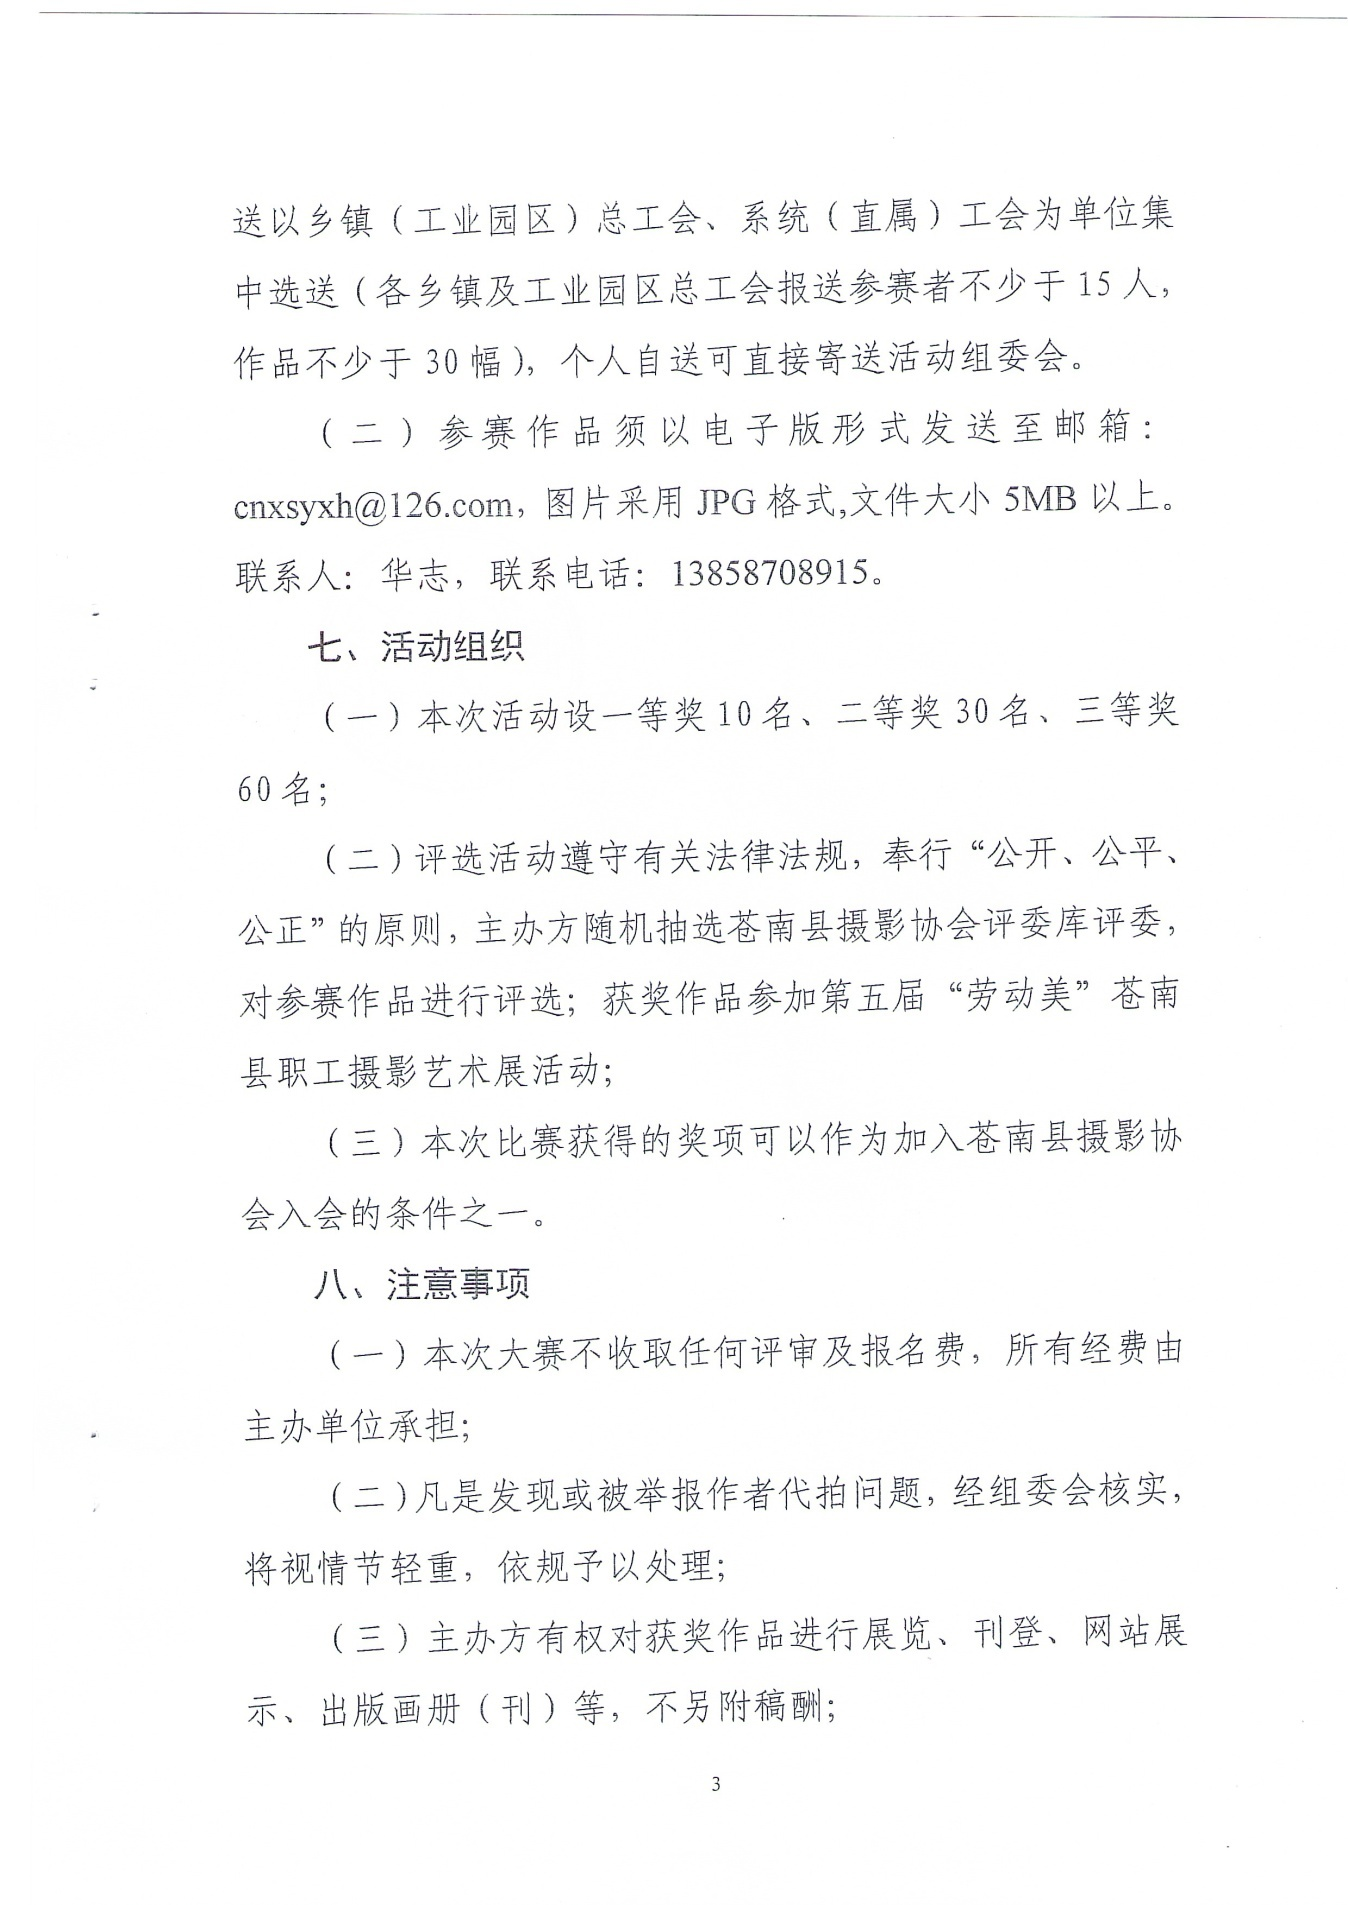 送以乡镇（工业园区）总工会、系统（直属）工会为单位集
中选送（各乡镇及工业园区总工会报送参赛者不少于 15 人，
作品不少于 30 幅），个人自送可直接寄送活动组委会。
（二）参赛作品须以电子版形式发送至邮�：
cnxsyxh@126.com，图片采用 JPG 格式,文件大小 5MB 以上。
联系人：华志，联系电话：13858708915。
七、活动组织
（一）本次活动设一等奖 10 名、二等奖 30 名、三等奖
60 名；
（二）评选活动遵守有关法律法规，奉行“公开、公平、
公正”的原则，主办方随机抽选苍南县摄影协会评委库评委，
对参赛作品进行评选；获奖作品参加第五届“劳动美”苍南
县职工摄影艺术展活动；
（三）本次比赛获得的奖项可以作为加入苍南县摄影协
会入会的条件之一。
八、注意事项
（一）本次大赛不收取任何评审及报名费，所有经费由
主办单位承担；
（二）凡是发现或被举报作者代拍问题，经组委会核实，
将视情节轻重，依规予以处理；
（三）主办方有权对获奖作品进行展览、刊登、网站展
示、出版画册（刊）等，不另附稿酬；
3